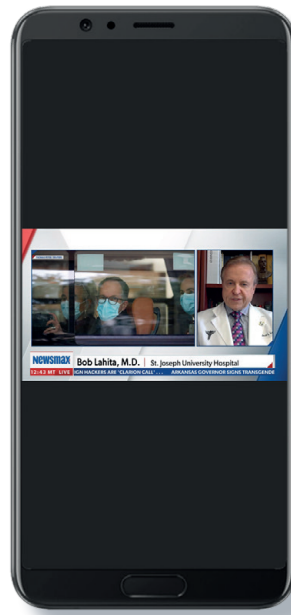 NEWSMAX
Bob Lahita, M.D. | St. Joseph University Hospital
12:43 MT LIVE IGN HACKERS ARE 'CLARION CALL'... ARKANSAS GOVERNOR SIGNS TRANSGENDE